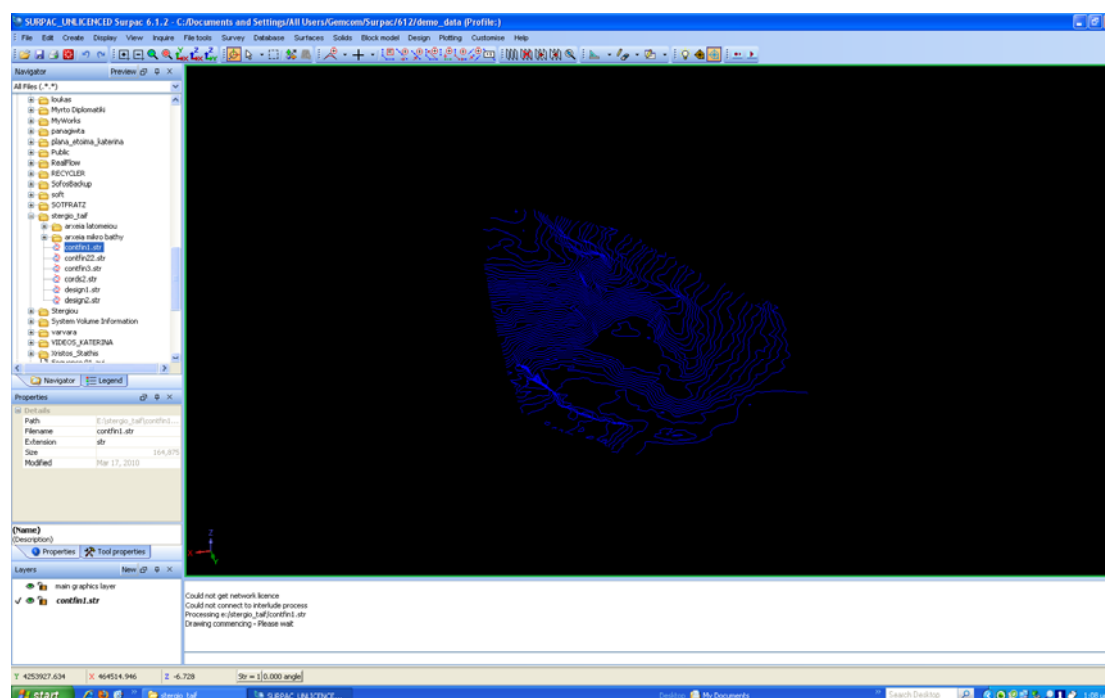 SURPAC_UNLICENCED Surpac 6.1.2 - C:/Documents and Settings/All Users/Gemcom/Surpac/612/demo_data (Profile:)
File Edit Create Display View Inquire File tools Survey Database Surfaces Solids Block model Design Plotting Customise Help
Navigator Preview
All Files (.*.*)
loukas
Myrto Diplomatiki
MyWorks
panagiwta
plana_etoima_katerina
Public
RealFlow
RECYCLER
SofosBackup
soft
SOTPRATZ
stergio_taif
arxeia latomeiou
arxeia mikro bathy
contfin1.str
contfin22.str
contfin3.str
cords2.str
design1.str
design2.str
Stergiou
System Volume Information
varvara
VIDEOS_KATERINA
Xristos_Stathis
Navigator Legend
Properties
Details
Path E:/stergio_taif/contfin1...
Filename contfin1.str
Extension str
Size 164,875
Modified Mar 17, 2010
(Name)
(Description)
Properties Tool properties
Layers New
main graphics layer
contfin1.str
Z
X
Y
Could not get network licence
Could not connect to interlude process
Processing e:/stergio_taif/contfin1.str
Drawing commencing - Please wait
Y 4253927.634 X 464514.946 Z -6.728 Str = 1 0.000 angle
start stergio_taif SURPAC_UNLICENCE... Desktop My Documents Search Desktop